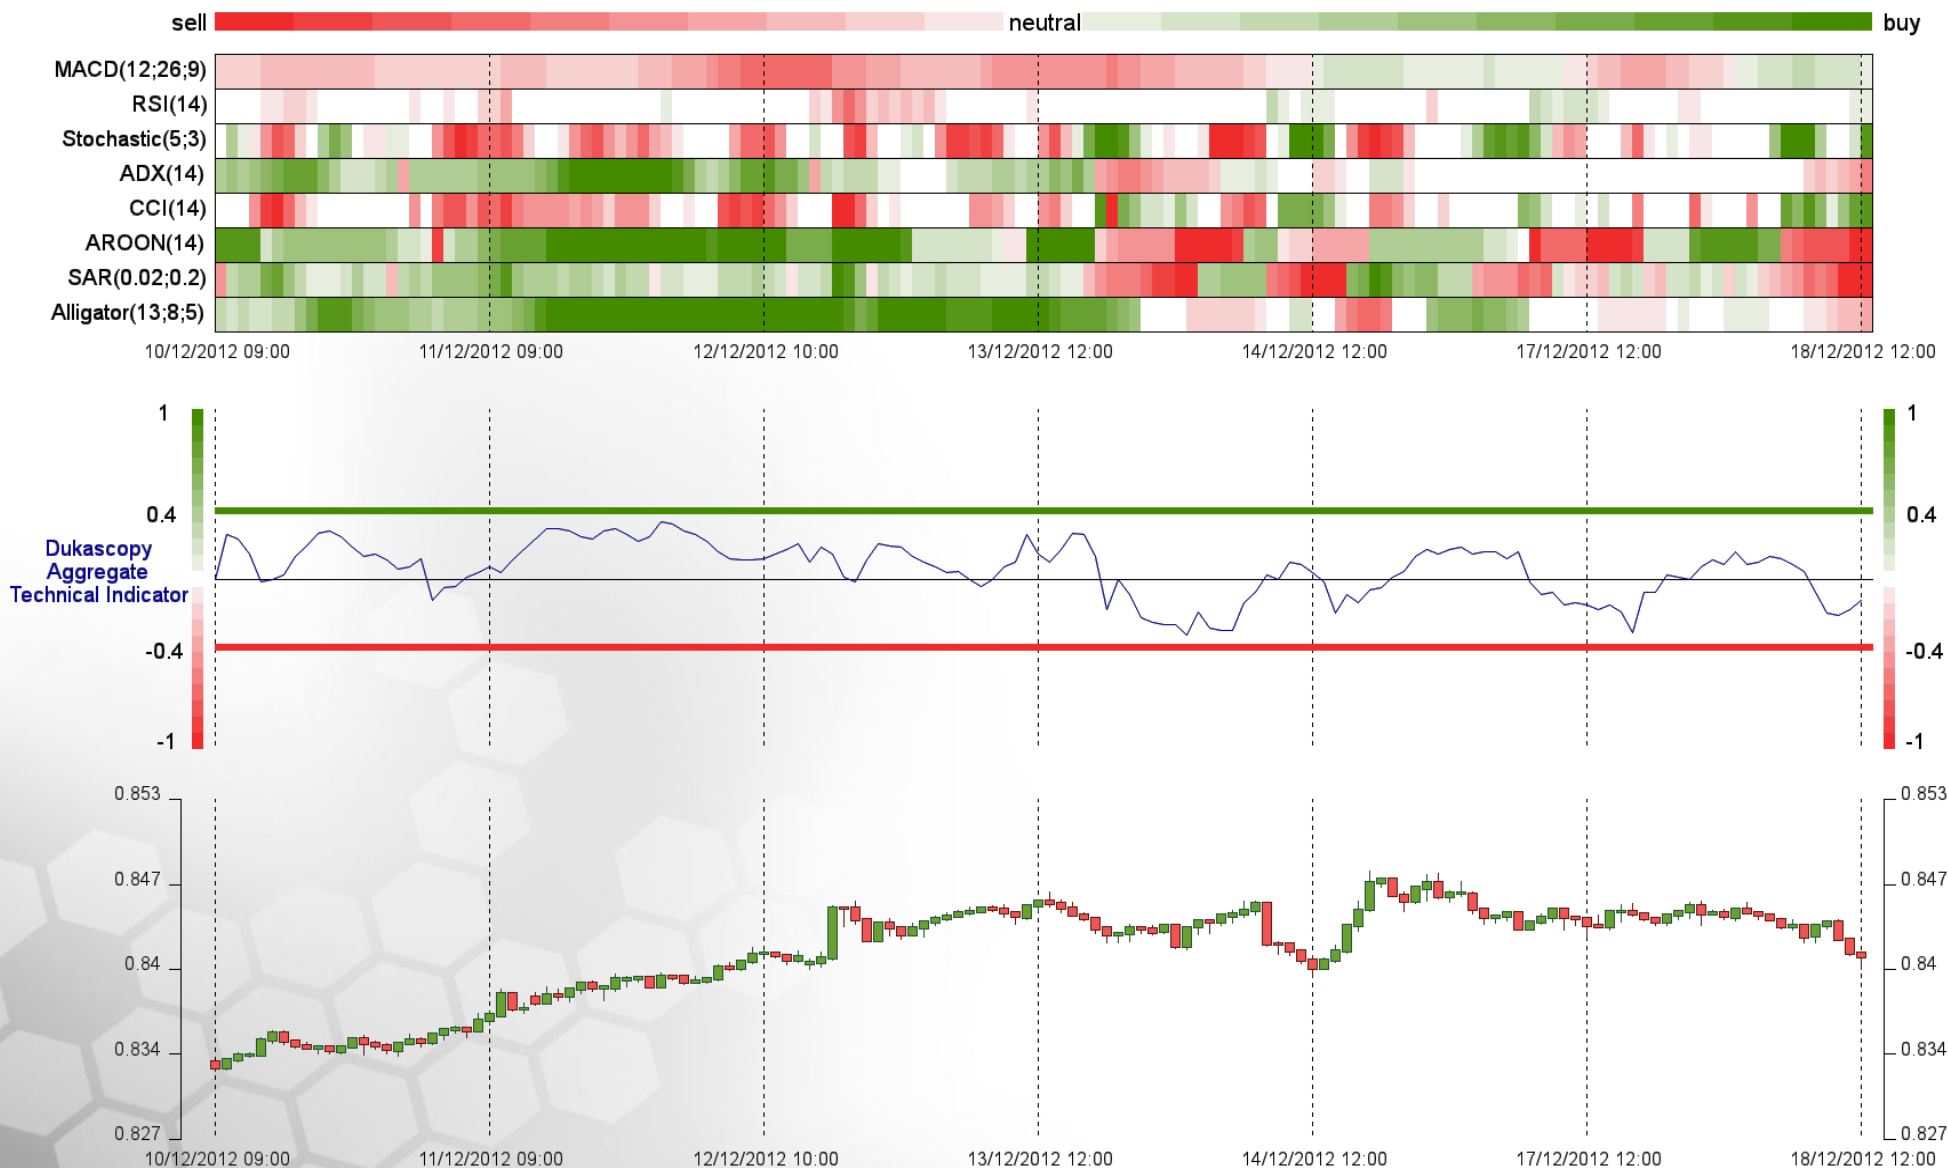 sell neutral buy
MACD(12;26;9)
RSI(14)
Stochastic(5;3)
ADX(14)
CCI(14)
AROON(14)
SAR(0.02;0.2)
Alligator(13;8;5)
10/12/2012 09:00 11/12/2012 09:00 12/12/2012 10:00 13/12/2012 12:00 14/12/2012 12:00 17/12/2012 12:00 18/12/2012 12:00
1 1
0.4 0.4
Dukascopy
Aggregate
Technical Indicator
-0.4 -0.4
-1 -1
0.853 0.853
0.847 0.847
0.84 0.84
0.834 0.834
0.827 0.827
10/12/2012 09:00 11/12/2012 09:00 12/12/2012 10:00 13/12/2012 12:00 14/12/2012 12:00 17/12/2012 12:00 18/12/2012 12:00